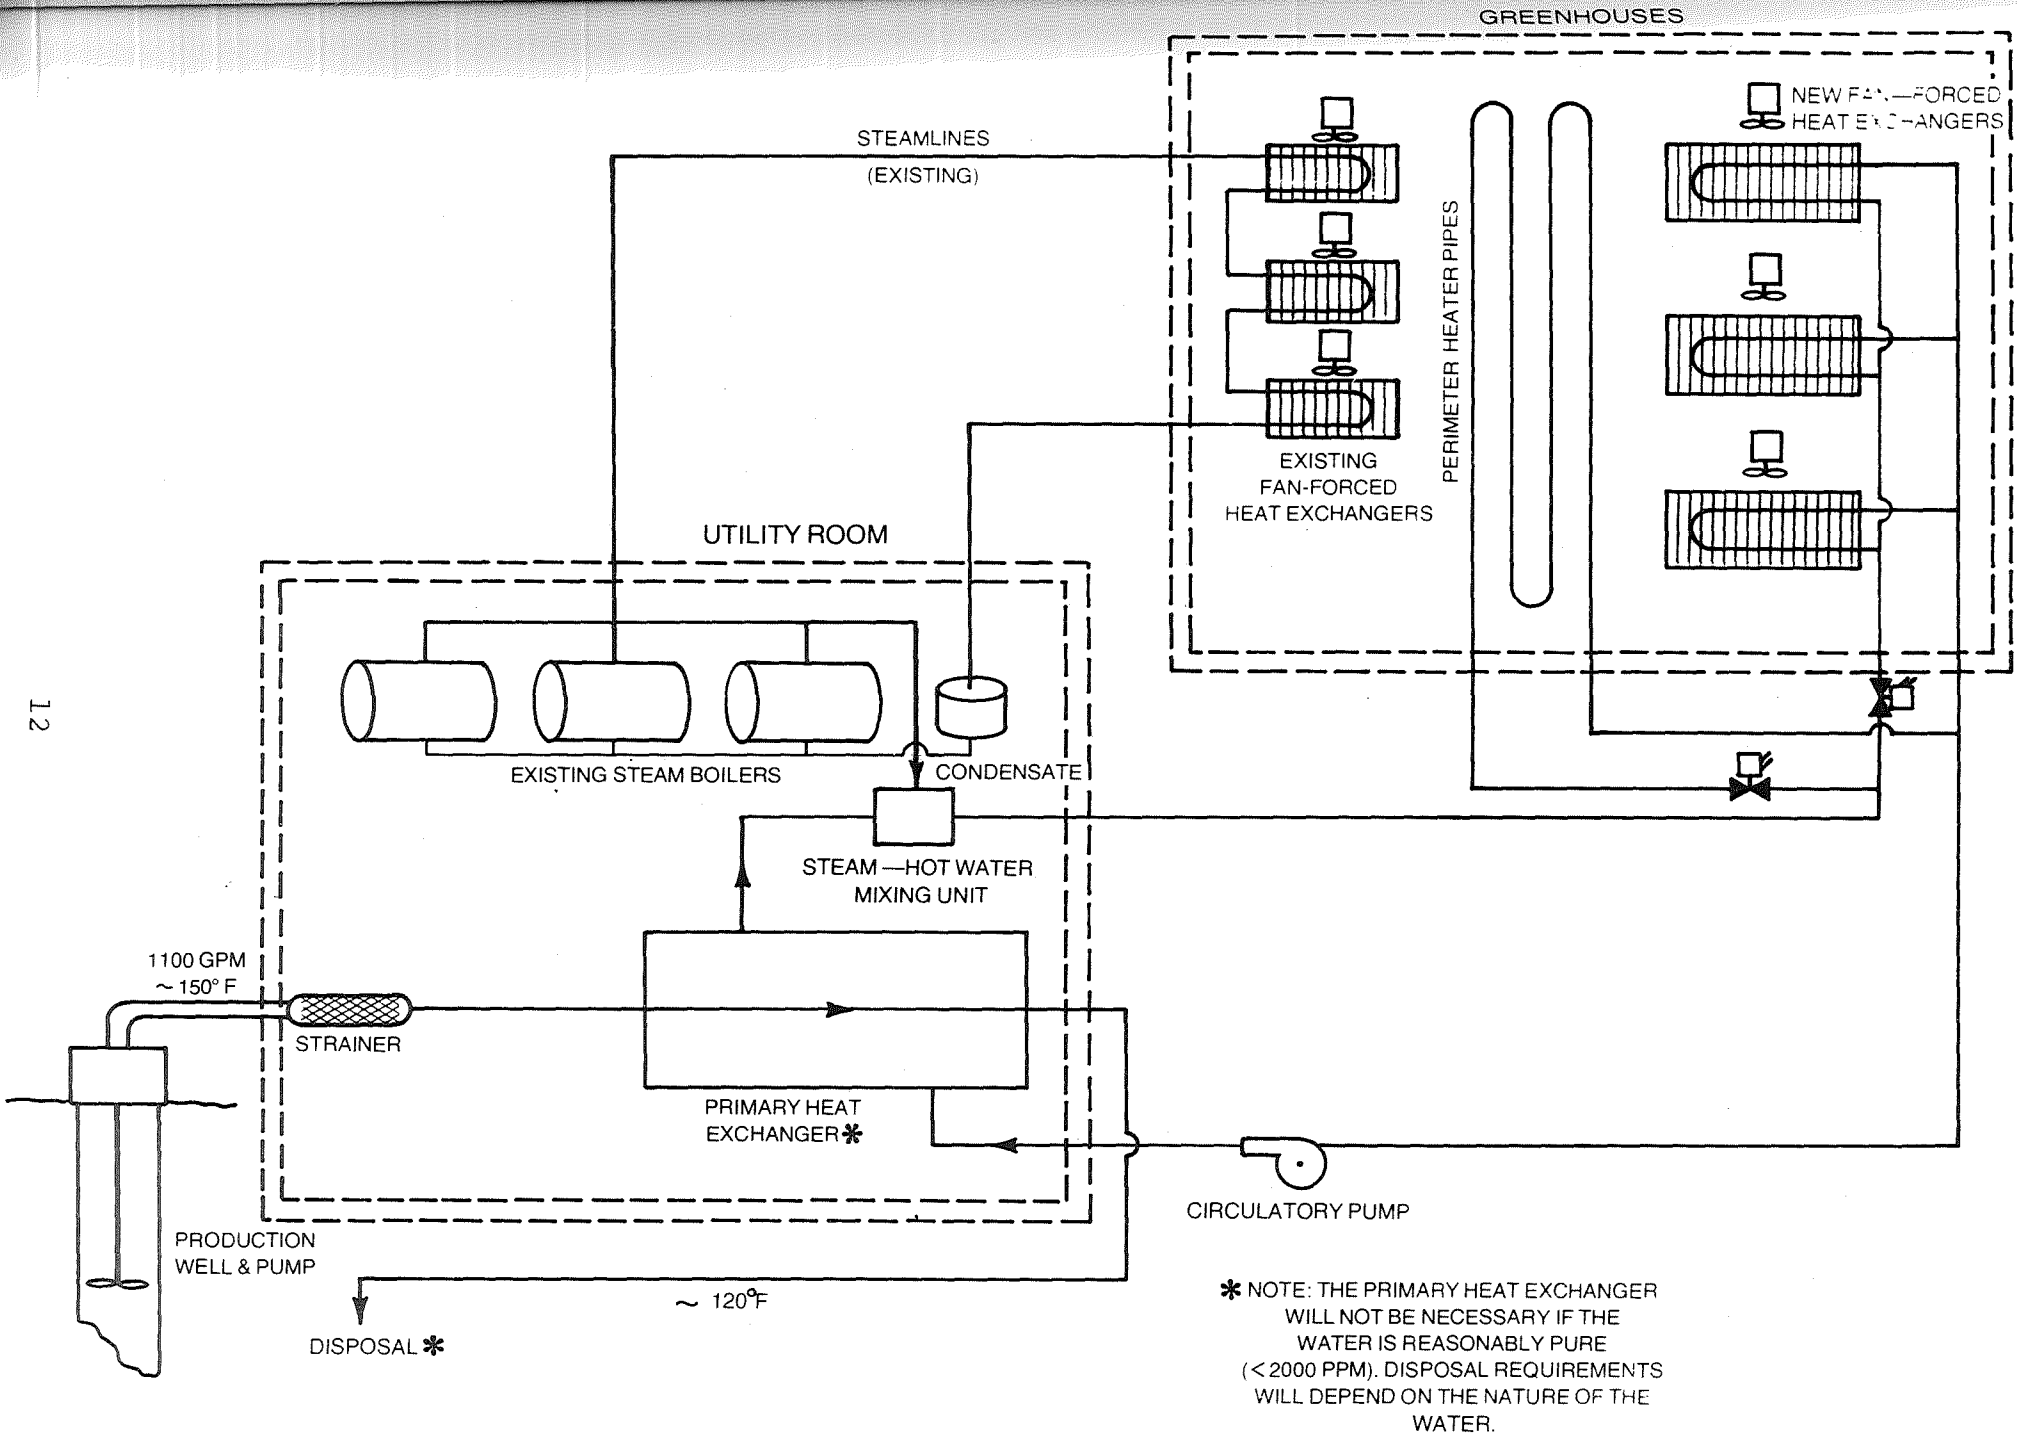 GREENHOUSES
NEW FAN—FORCED
HEAT EXCHANGERS
STEAMLINES
(EXISTING)
PERIMETER HEATER PIPES
EXISTING
FAN-FORCED
HEAT EXCHANGERS
UTILITY ROOM
12
EXISTING STEAM BOILERS
CONDENSATE
STEAM—HOT WATER
MIXING UNIT
1100 GPM
~ 150° F
STRAINER
PRIMARY HEAT
EXCHANGER*
CIRCULATORY PUMP
PRODUCTION
WELL & PUMP
~ 120°F
DISPOSAL*
* NOTE: THE PRIMARY HEAT EXCHANGER
WILL NOT BE NECESSARY IF THE
WATER IS REASONABLY PURE
(<2000 PPM). DISPOSAL REQUIREMENTS
WILL DEPEND ON THE NATURE OF THE
WATER.